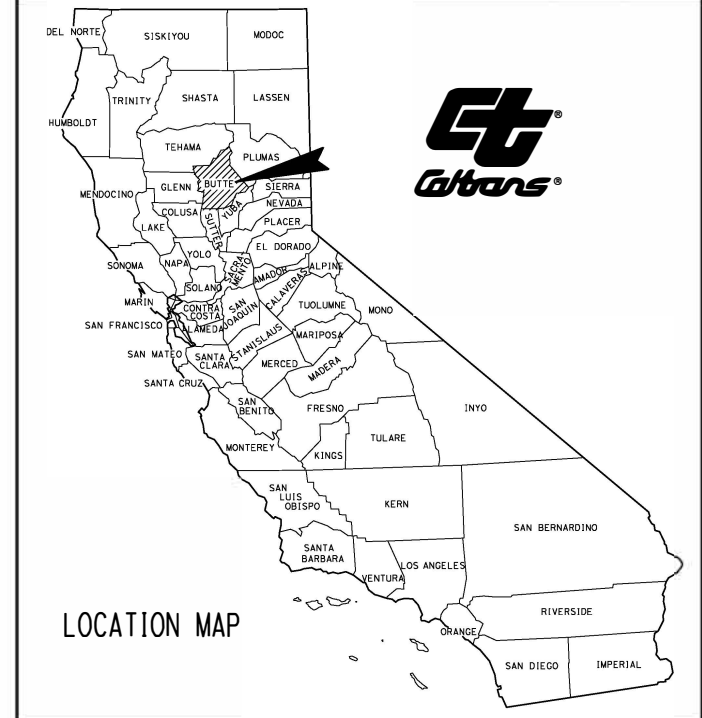 DEL NORTE
SISKIYOU
MODOC
TRINITY
SHASTA
LASSEN
HUMBOLDT
Ct®
Caltrans®
TEHAMA
PLUMAS
MENDOCINO
GLENN
BUTTE
SIERRA
NEVADA
YUBA
COLUSA
SUTTER
PLACER
LAKE
EL DORADO
YOLO
SONOMA
NAPA
SACRA-
MENTO
AMADOR
ALPINE
SOLANO
CALAVERAS
MARIN
CONTRA
COSTA
SAN
JOAQUIN
TUOLUMNE
MONO
SAN FRANCISCO
ALAMEDA
STANISLAUS
MARIPOSA
SAN MATEO
SANTA
CLARA
MERCED
MADERA
SANTA CRUZ
SAN
BENITO
FRESNO
INYO
MONTEREY
KINGS
TULARE
SAN
LUIS
OBISPO
KERN
SAN BERNARDINO
SANTA
BARBARA
VENTURA
LOS ANGELES
LOCATION MAP
ORANGE
RIVERSIDE
SAN DIEGO
IMPERIAL